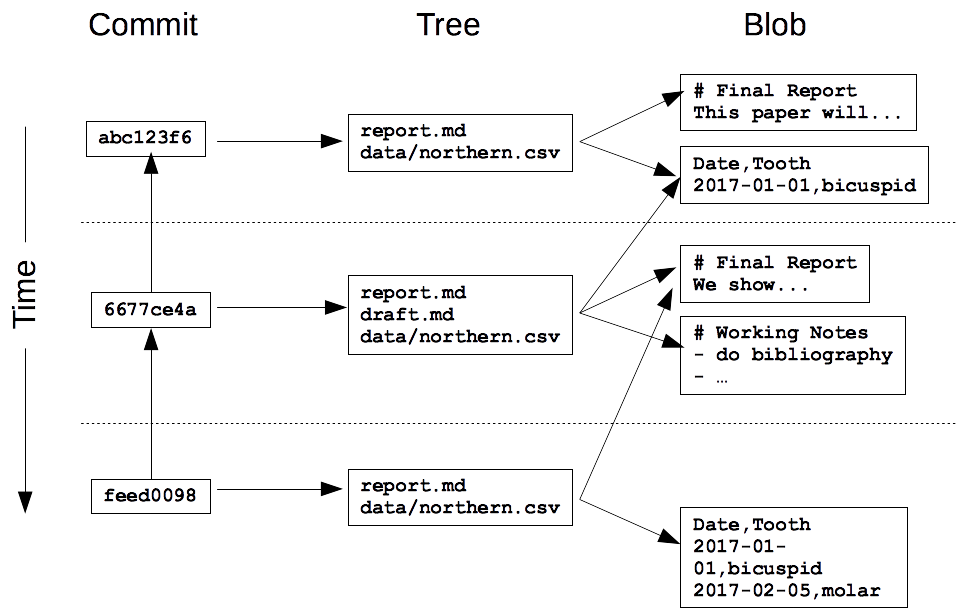 Commit
Tree
Blob
Time
abc123f6
report.md
data/northern.csv
# Final Report
This paper will...
Date,Tooth
2017-01-01,bicuspid
6677ce4a
report.md
draft.md
data/northern.csv
# Final Report
We show...
# Working Notes
- do bibliography
- …
feed0098
report.md
data/northern.csv
Date,Tooth
2017-01-
01,bicuspid
2017-02-05,molar